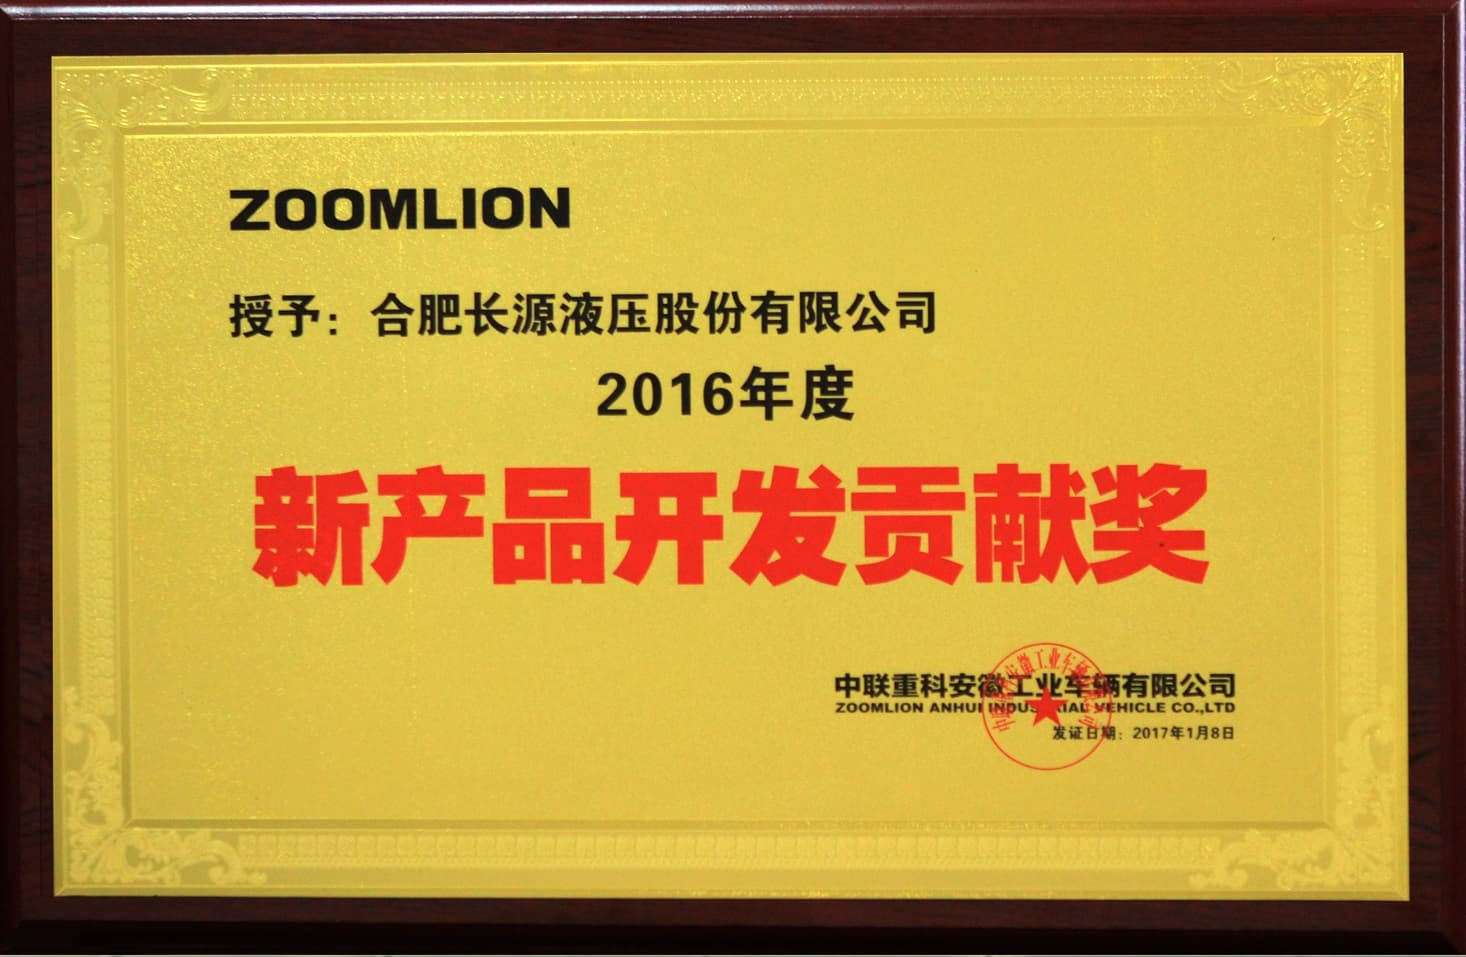 ZOOMLION
授予：合肥长源液压股份有限公司
2016年度
新产品开发贡献奖
中联重科安徽工业车辆有限公司
ZOOMLION ANHUI INDUSTRIAL VEHICLE CO.,LTD
发证日期：2017年1月8日